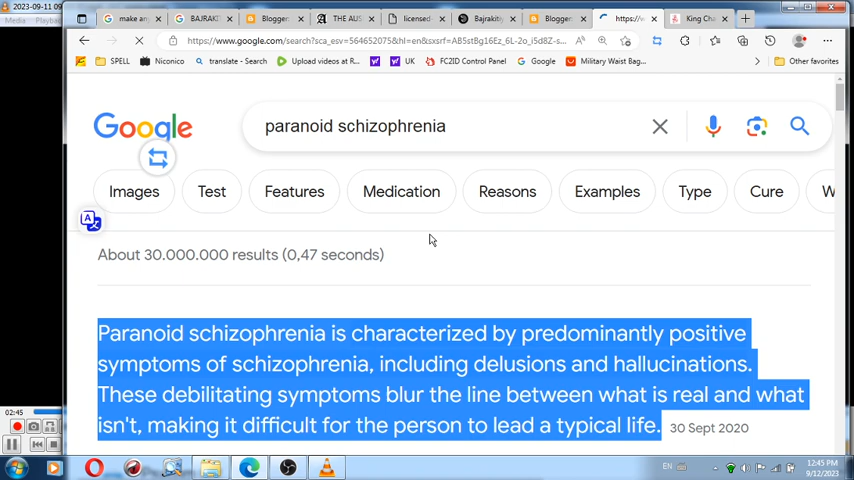 2023-09-11 09
Media Playba
make an
BAJRAKI
Blogger
THE AUS
licensed-
Bajrakit
Blogger
https://w
King Cha
https://www.google.com/search?sca_esv=564652075&hl=en&sxsrf=AB5stBg16Ez_6L-2o_i5d8Z-s...
SPELL
Niconico
translate - Search
Upload videos at R...
UK
FC2ID Control Panel
Google
Military Waist Bag...
Other favorites
Google
paranoid schizophrenia
Images
Test
Features
Medication
Reasons
Examples
Type
Cure
W
About 30.000.000 results (0,47 seconds)
Paranoid schizophrenia is characterized by predominantly positive
symptoms of schizophrenia, including delusions and hallucinations.
These debilitating symptoms blur the line between what is real and what
isn't, making it difficult for the person to lead a typical life. 30 Sept 2020
02:45
EN
12:45 PM
9/12/2023